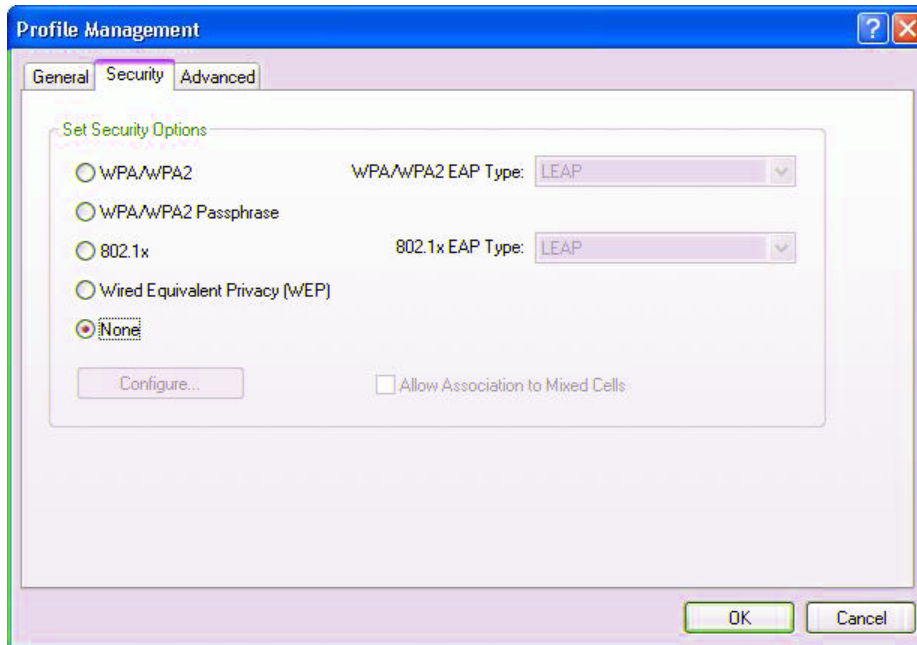 Profile Management
General Security Advanced
Set Security Options
WPA/WPA2 WPA/WPA2 EAP Type: LEAP
WPA/WPA2 Passphrase
802.1x 802.1x EAP Type: LEAP
Wired Equivalent Privacy (WEP)
None
Configure... Allow Association to Mixed Cells
OK Cancel